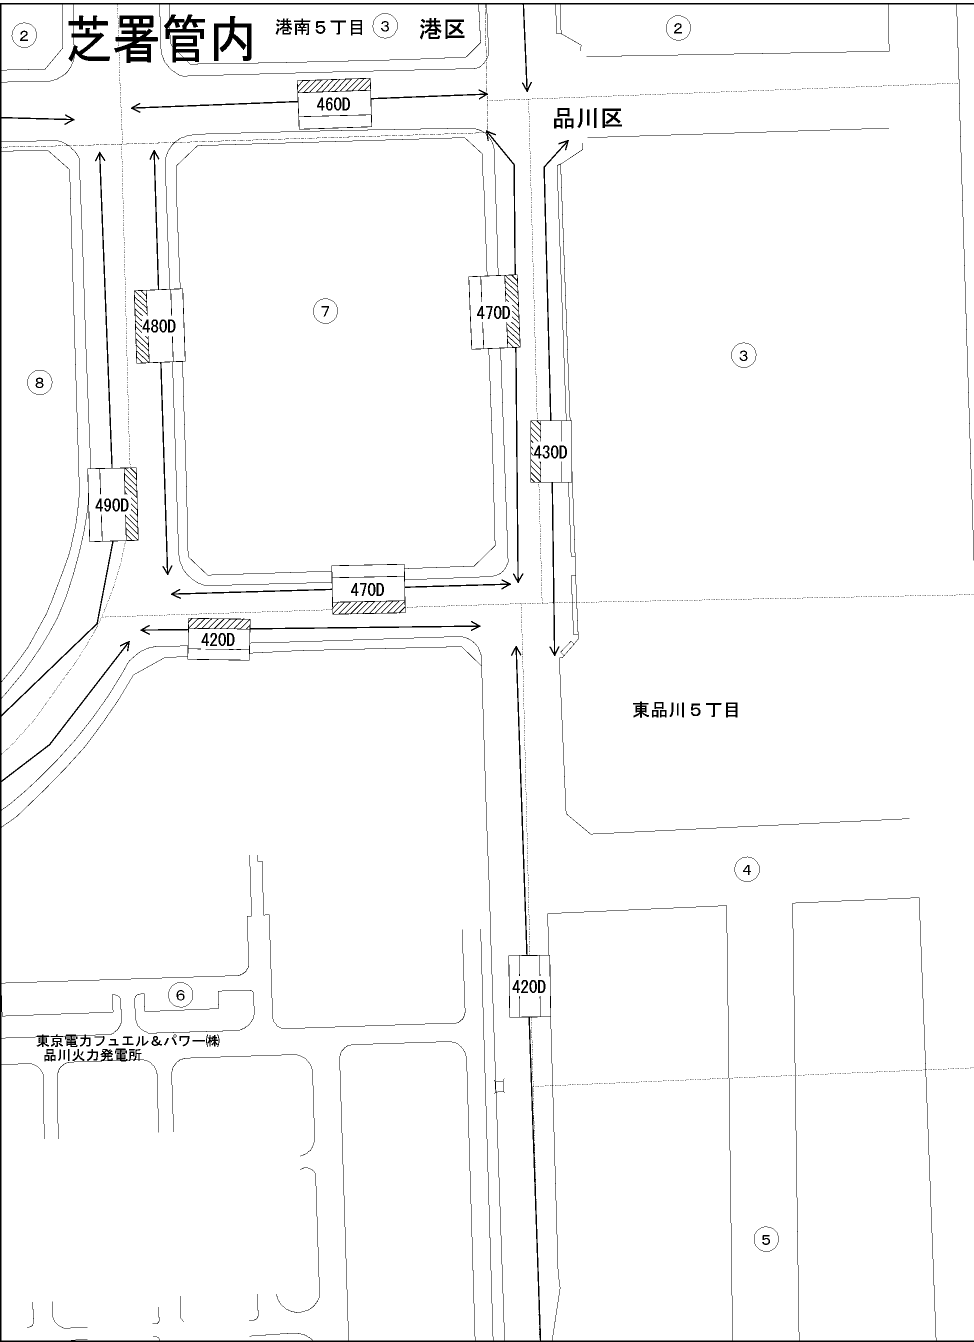 芝署管内
港南５丁目 ③ 港区
②
②
460D
品川区
480D
470D
⑦
③
⑧
430D
490D
470D
420D
東品川５丁目
④
420D
⑥
東京電力フュエル＆パワー㈱
品川火力発電所
⑤